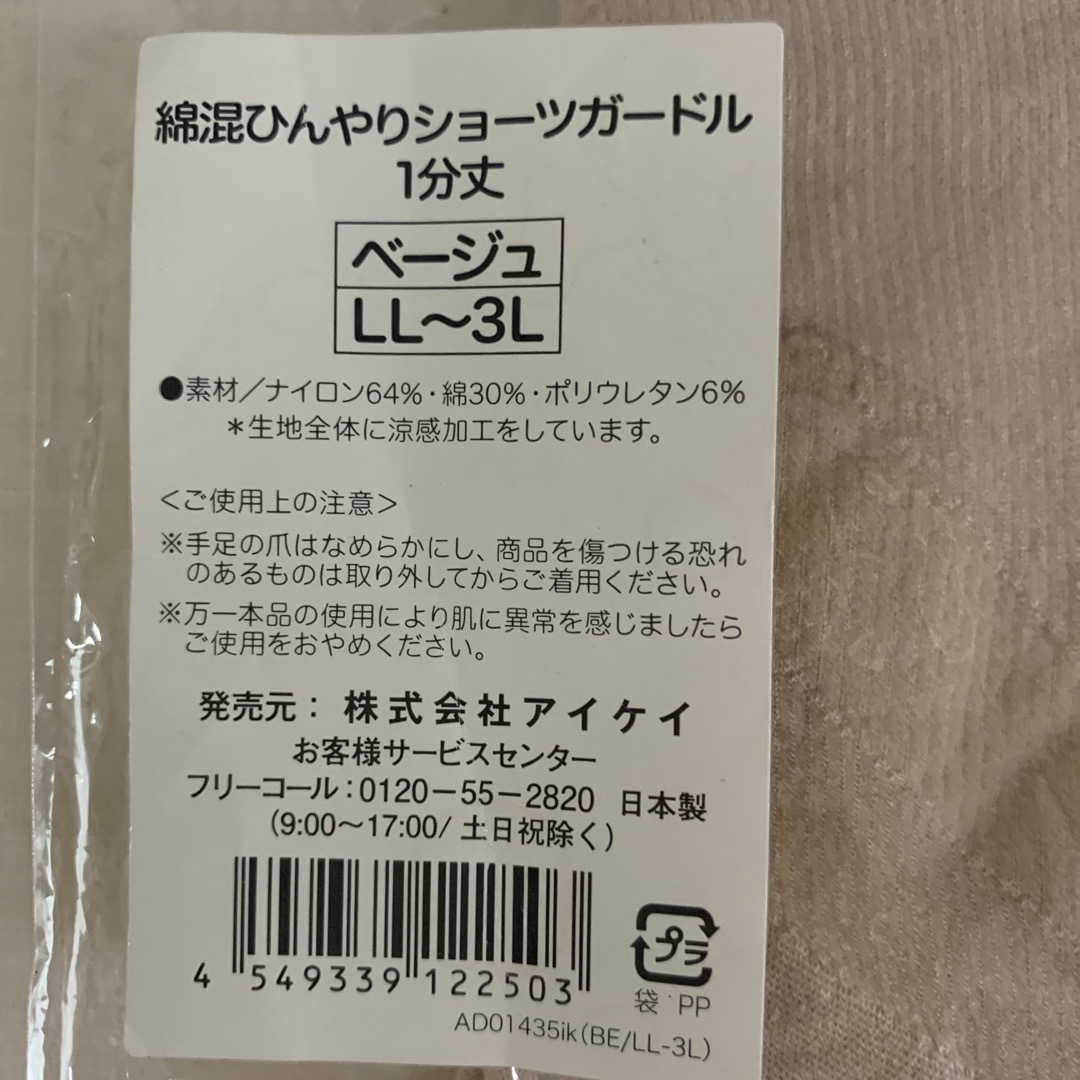 綿混ひんやりショーツガードル
1分丈
ベージュ
LL～3L
●素材/ナイロン64%・綿30%・ポリウレタン6%
＊生地全体に涼感加工をしています。
＜ご使用上の注意＞
※手足の爪はなめらかにし、商品を傷つける恐れ
のあるものは取り外してからご着用ください。
※万一本品の使用により肌に異常を感じましたら
ご使用をおやめください。
発売元：株式会社アイケイ
お客様サービスセンター
フリーコール：0120－55－2820 日本製
(9:00～17:00/ 土日祝除く)
プラ
4 549339 122503
袋：PP
AD01435ik(BE/LL-3L)